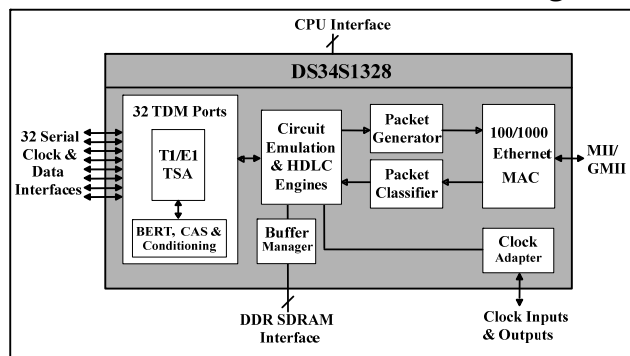 CPU Interface
DS34S1328
32 TDM Ports
T1/E1
TSA
BERT, CAS &
Conditioning
32 Serial
Clock &
Data
Interfaces
Circuit
Emulation
& HDLC
Engines
Packet
Generator
Packet
Classifier
100/1000
Ethernet
MAC
MII/
GMII
Buffer
Manager
Clock
Adapter
DDR SDRAM
Interface
Clock Inputs
& Outputs